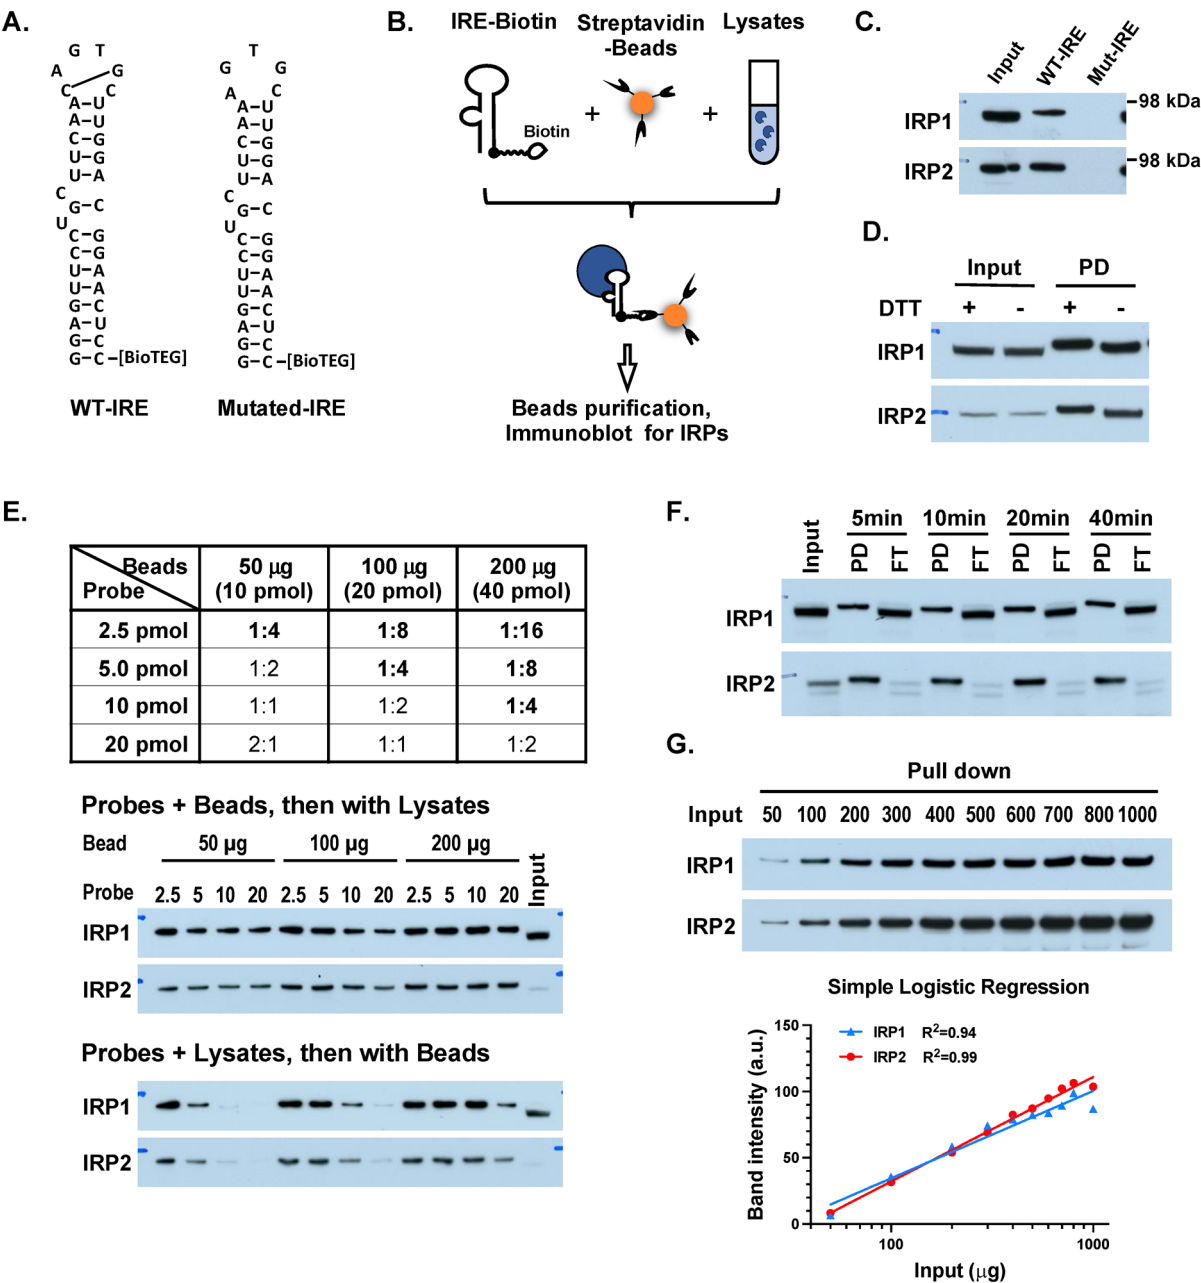 A.
G T
A G
C C
A–U
A–U
C–G
U–G
U–A
C
G–C
U
C–G
C–G
U–A
U–A
G–C
A–U
G–C
G–C–[BioTEG]
WT-IRE
T
G G
A C
A–U
A–U
C–G
U–G
U–A
C
G–C
U
C–G
C–G
U–A
U–A
G–C
A–U
G–C
G–C–[BioTEG]
Mutated-IRE
B.
IRE-Biotin
Streptavidin
-Beads
Lysates
+
+
Biotin
Beads purification,
Immunoblot for IRPs
C.
Input WT-IRE Mut-IRE
IRP1
98 kDa
IRP2
98 kDa
D.
Input PD
DTT + - + -
IRP1
IRP2
E.
Beads
Probe
50 µg
(10 pmol)
100 µg
(20 pmol)
200 µg
(40 pmol)
2.5 pmol 1:4 1:8 1:16
5.0 pmol 1:2 1:4 1:8
10 pmol 1:1 1:2 1:4
20 pmol 2:1 1:1 1:2
Probes + Beads, then with Lysates
Bead 50 µg 100 µg 200 µg
Probe 2.5 5 10 20 2.5 5 10 20 2.5 5 10 20 Input
IRP1
IRP2
Probes + Lysates, then with Beads
IRP1
IRP2
F.
5min 10min 20min 40min
Input PD FT PD FT PD FT PD FT
IRP1
IRP2
G.
Pull down
Input 50 100 200 300 400 500 600 700 800 1000
IRP1
IRP2
Simple Logistic Regression
IRP1 R²=0.94
IRP2 R²=0.99
Band intensity (a.u.)
150
100
50
0
100 1000
Input (µg)